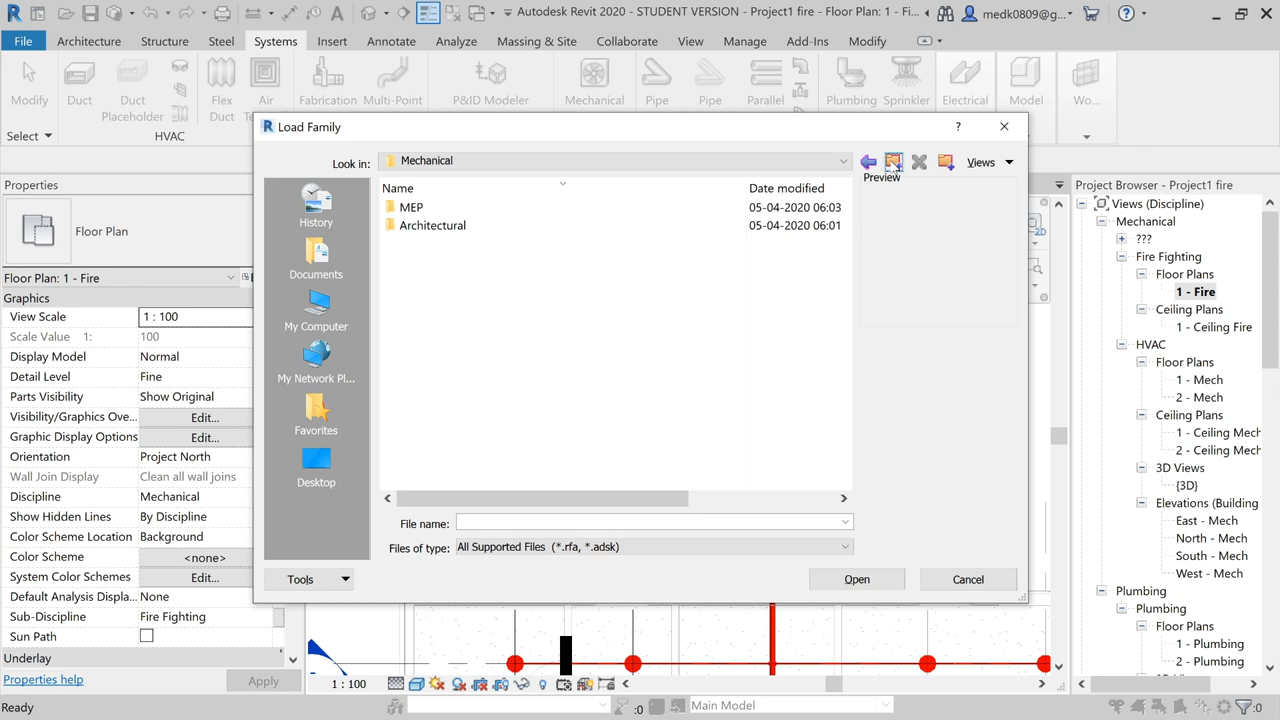 Autodesk Revit 2020 - STUDENT VERSION - Project1 fire - Floor Plan: 1 - Fi...
medk0809@g...
File Architecture Structure Steel Systems Insert Annotate Analyze Massing & Site View Collaborate Manage Add-Ins Modify
Modify Duct Duct Placeholder Flex Air Fabrication Multi-Point P&ID Modeler Mechanical Pipe Pipe Parallel Plumbing Sprinkler Electrical Model Wo...
Select HVAC
Load Family
Look in: Mechanical
Views
Preview
Name Date modified
MEP 05-04-2020 06:03
Architectural 05-04-2020 06:01
History
Documents
My Computer
My Network Pl...
Favorites
Desktop
File name:
Files of type: All Supported Files (*.rfa, *.adsk)
Tools Open Cancel
Properties
Floor Plan
Floor Plan: 1 - Fire
Graphics
View Scale 1 : 100
Scale Value 1: 100
Display Model Normal
Detail Level Fine
Parts Visibility Show Original
Visibility/Graphics Ove... Edit...
Graphic Display Options Edit...
Orientation Project North
Wall Join Display Clean all wall joins
Discipline Mechanical
Show Hidden Lines By Discipline
Color Scheme Location Background
Color Scheme <none>
System Color Schemes Edit...
Default Analysis Displa... None
Sub-Discipline Fire Fighting
Sun Path
Underlay
Properties help Apply
Project Browser - Project1 fire
Views (Discipline)
Mechanical
???
Fire Fighting
Floor Plans
1 - Fire
Ceiling Plans
1 - Ceiling Fire
HVAC
Floor Plans
1 - Mech
2 - Mech
Ceiling Plans
1 - Ceiling Mech
2 - Ceiling Mech
3D Views
{3D}
Elevations (Building
East - Mech
North - Mech
South - Mech
West - Mech
Plumbing
Plumbing
Floor Plans
1 - Plumbing
2 - Plumbing
1 : 100
Ready :0 Main Model :0